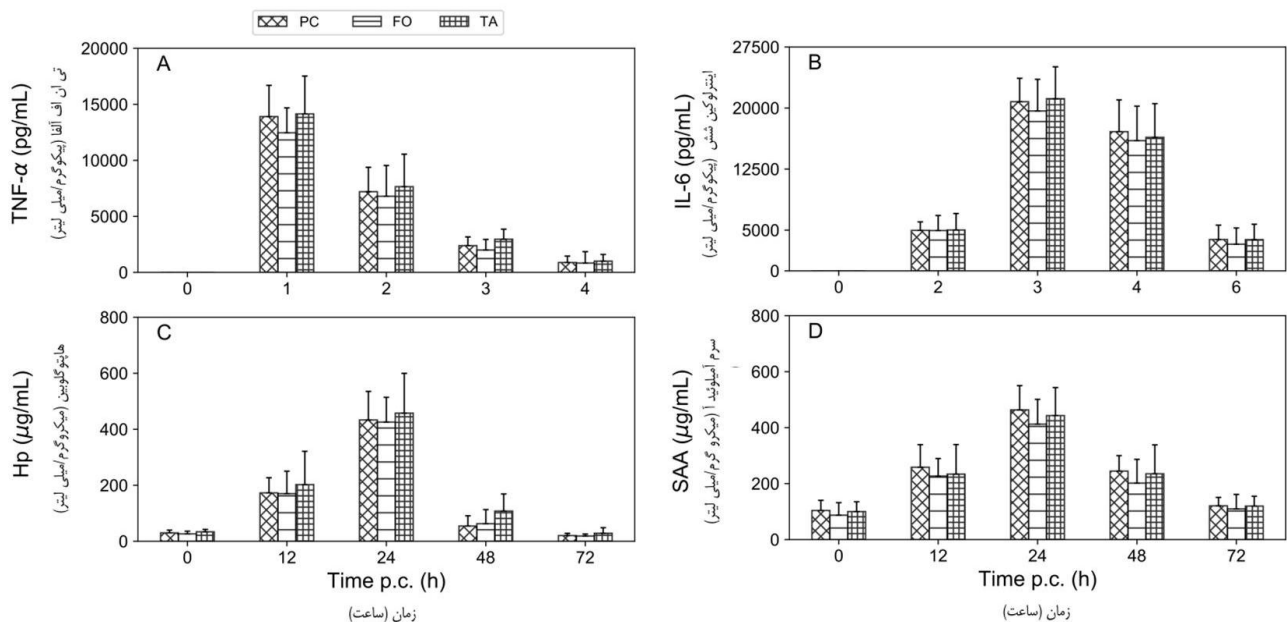 PC FO TA
A
TNF-α (pg/mL)
تی ان اف آلفا (پیکوگرم/میلی لیتر)
20000
15000
10000
5000
0
0 1 2 3 4
B
IL-6 (pg/mL)
اینترلوکین شش (پیکوگرم/میلی لیتر)
27500
20000
12500
5000
0
0 2 3 4 6
C
Hp (µg/mL)
هاپتوگلوبین (میکروگرم/میلی لیتر)
800
600
400
200
0
0 12 24 48 72
Time p.c. (h)
زمان (ساعت)
D
SAA (µg/mL)
سرم آمیلوئید آ (میکرو گرم/میلی لیتر)
800
600
400
200
0
0 12 24 48 72
Time p.c. (h)
زمان (ساعت)